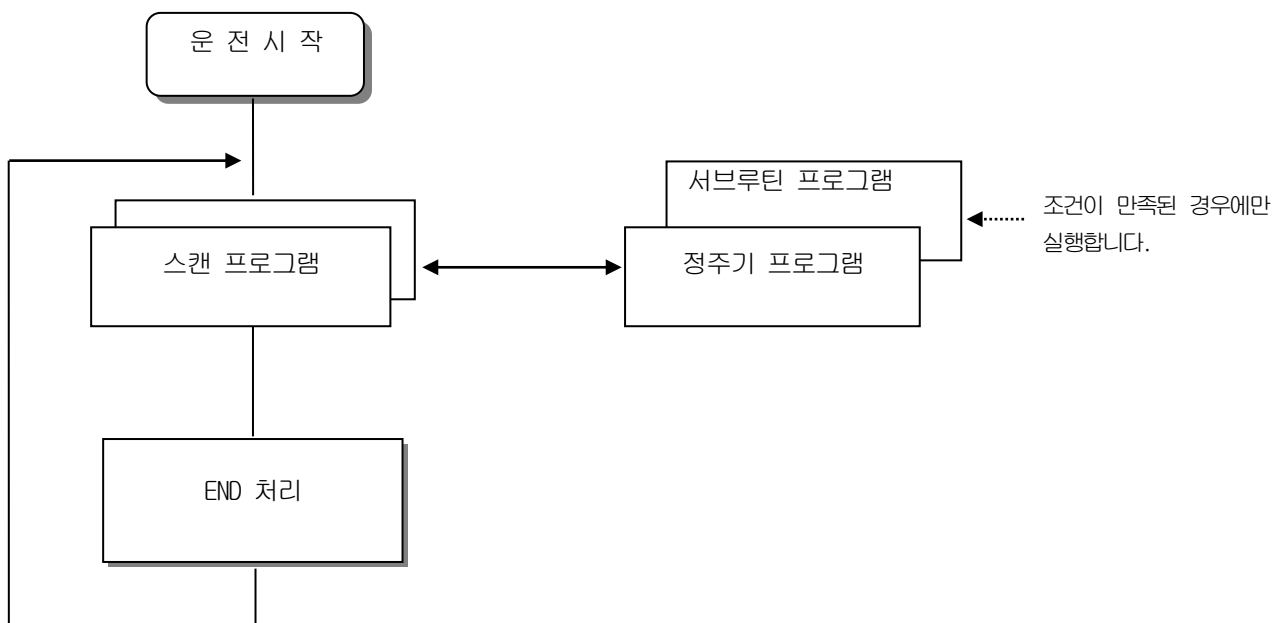 운 전 시 작
서브루틴 프로그램
조건이 만족된 경우에만
실행합니다.
스캔 프로그램
정주기 프로그램
END 처리